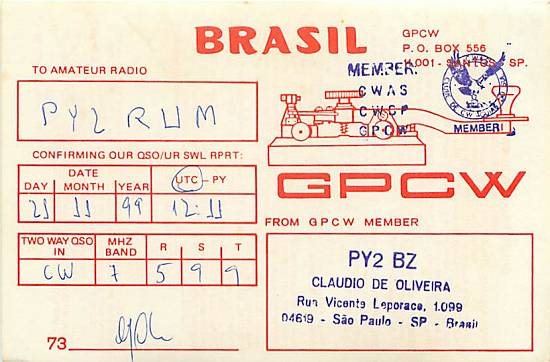 BRASIL
GPCW
P. O. BOX 556
11.001 - SANTOS - SP.
TO AMATEUR RADIO
PY2 RUM
MEMBER:
CWAS
CWSP
GPCW
MEMBER
CONFIRMING OUR QSO/UR SWL RPRT:
DATE
DAY MONTH YEAR UTC - PY
21 11 99 12:11
GPCW
FROM GPCW MEMBER
TWO WAY QSO IN MHZ BAND R S T
CW 7 5 9 9
PY2 BZ
CLAUDIO DE OLIVEIRA
Run Vicente Leporace, 1.099
04619 - São Paulo - SP - Brasil
73